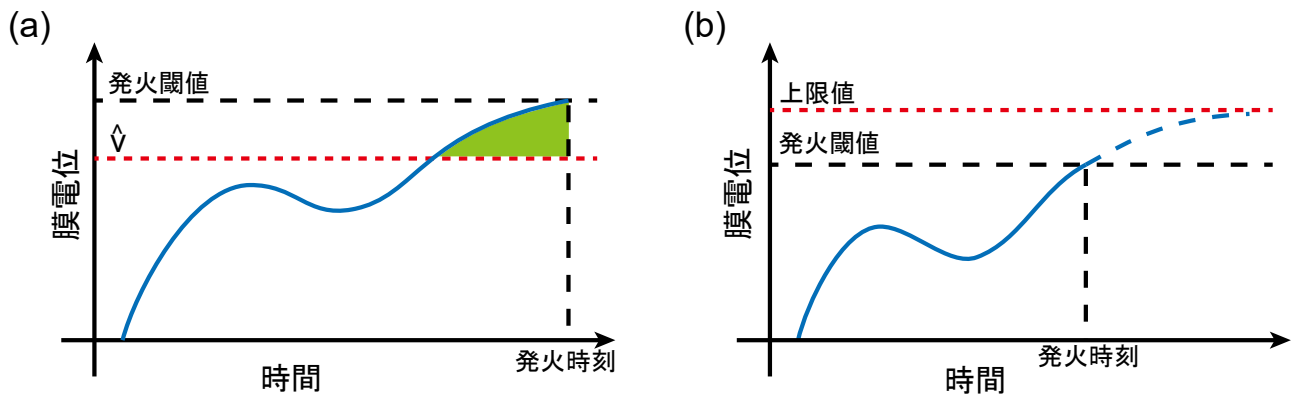 (a)
発火閾値
v̂
膜電位
発火時刻
時間
(b)
上限値
発火閾値
膜電位
発火時刻
時間